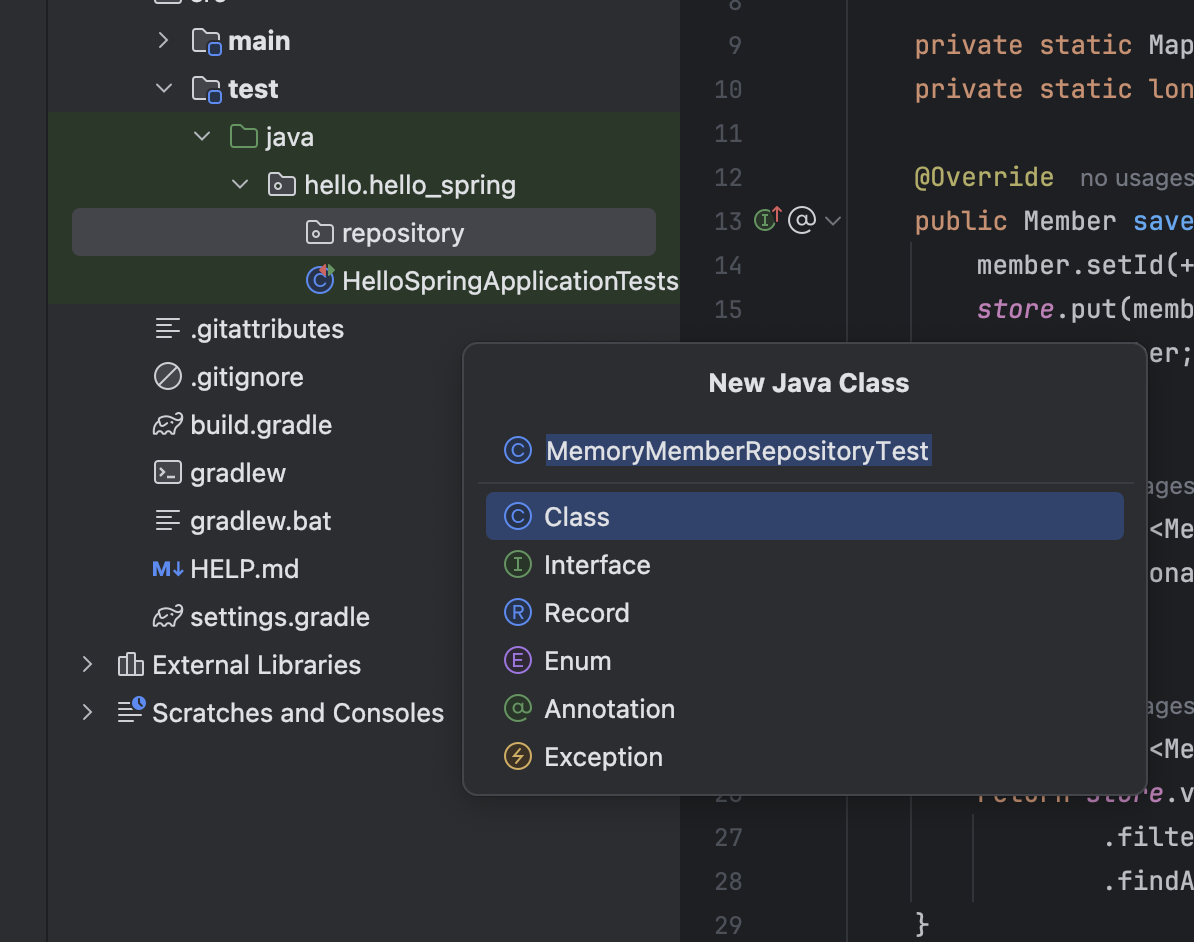 main
test
java
hello.hello_spring
repository
HelloSpringApplicationTests
.gitattributes
.gitignore
build.gradle
gradlew
gradlew.bat
M↓ HELP.md
settings.gradle
External Libraries
Scratches and Consoles
8
9 private static Map
10 private static lon
11
12 @Override no usages
13 public Member save
14 member.setId(+
15 store.put(memb
er;
ages
<Me
ona
ages
<Me
return store.v
27 .filte
28 .findA
29 }
New Java Class
MemoryMemberRepositoryTest
Class
Interface
Record
Enum
Annotation
Exception